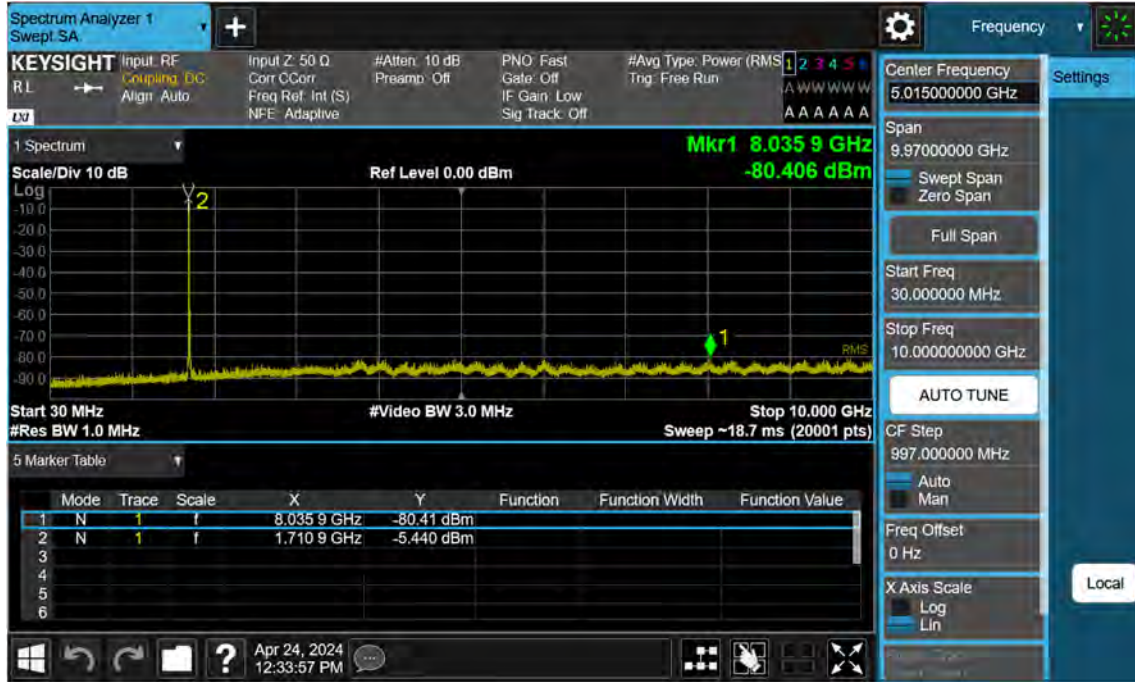 Spectrum Analyzer 1
Swept SA
Frequency
KEYSIGHT
RL
LXI
Input: RF
Coupling: DC
Align: Auto
Input Z: 50 Ω
Corr CCorr
Freq Ref: Int (S)
NFE: Adaptive
#Atten: 10 dB
Preamp: Off
PNO: Fast
Gate: Off
IF Gain: Low
Sig Track: Off
#Avg Type: Power (RMS
Trig: Free Run
1 2 3 4 5 6
A W W W W W
A A A A A A
1 Spectrum
Scale/Div 10 dB
Ref Level 0.00 dBm
Mkr1 8.035 9 GHz
-80.406 dBm
Log
-10.0
-20.0
-30.0
-40.0
-50.0
-60.0
-70.0
-80.0
-90.0
2
1
RMS
Start 30 MHz
#Video BW 3.0 MHz
Stop 10.000 GHz
#Res BW 1.0 MHz
Sweep ~18.7 ms (20001 pts)
5 Marker Table
Mode Trace Scale X Y Function Function Width Function Value
1 N 1 f 8.035 9 GHz -80.41 dBm
2 N 1 f 1.710 9 GHz -5.440 dBm
3
4
5
6
Apr 24, 2024
12:33:57 PM
Center Frequency
5.015000000 GHz
Span
9.97000000 GHz
Swept Span
Zero Span
Full Span
Start Freq
30.000000 MHz
Stop Freq
10.000000000 GHz
AUTO TUNE
CF Step
997.000000 MHz
Auto
Man
Freq Offset
0 Hz
X Axis Scale
Log
Lin
Settings
Local